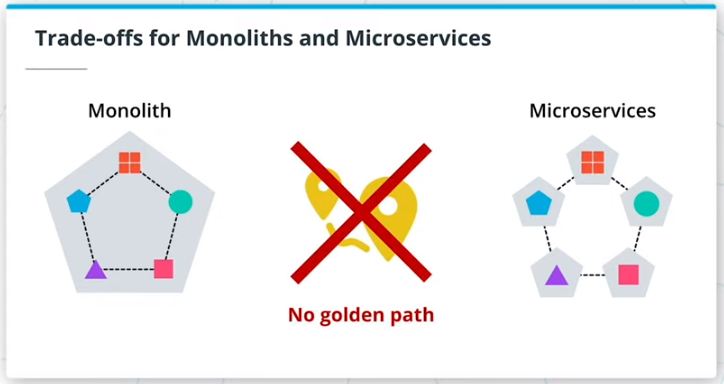 Trade-offs for Monoliths and Microservices
Monolith
Microservices
No golden path